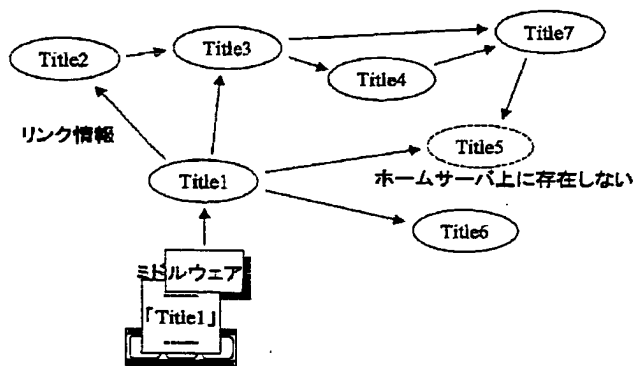 Title7
Title3
Title2
Title4
リンク情報
Title5
Title1
ホームサーバ上に存在しない
Title6
ミドルウェア
「Title1」